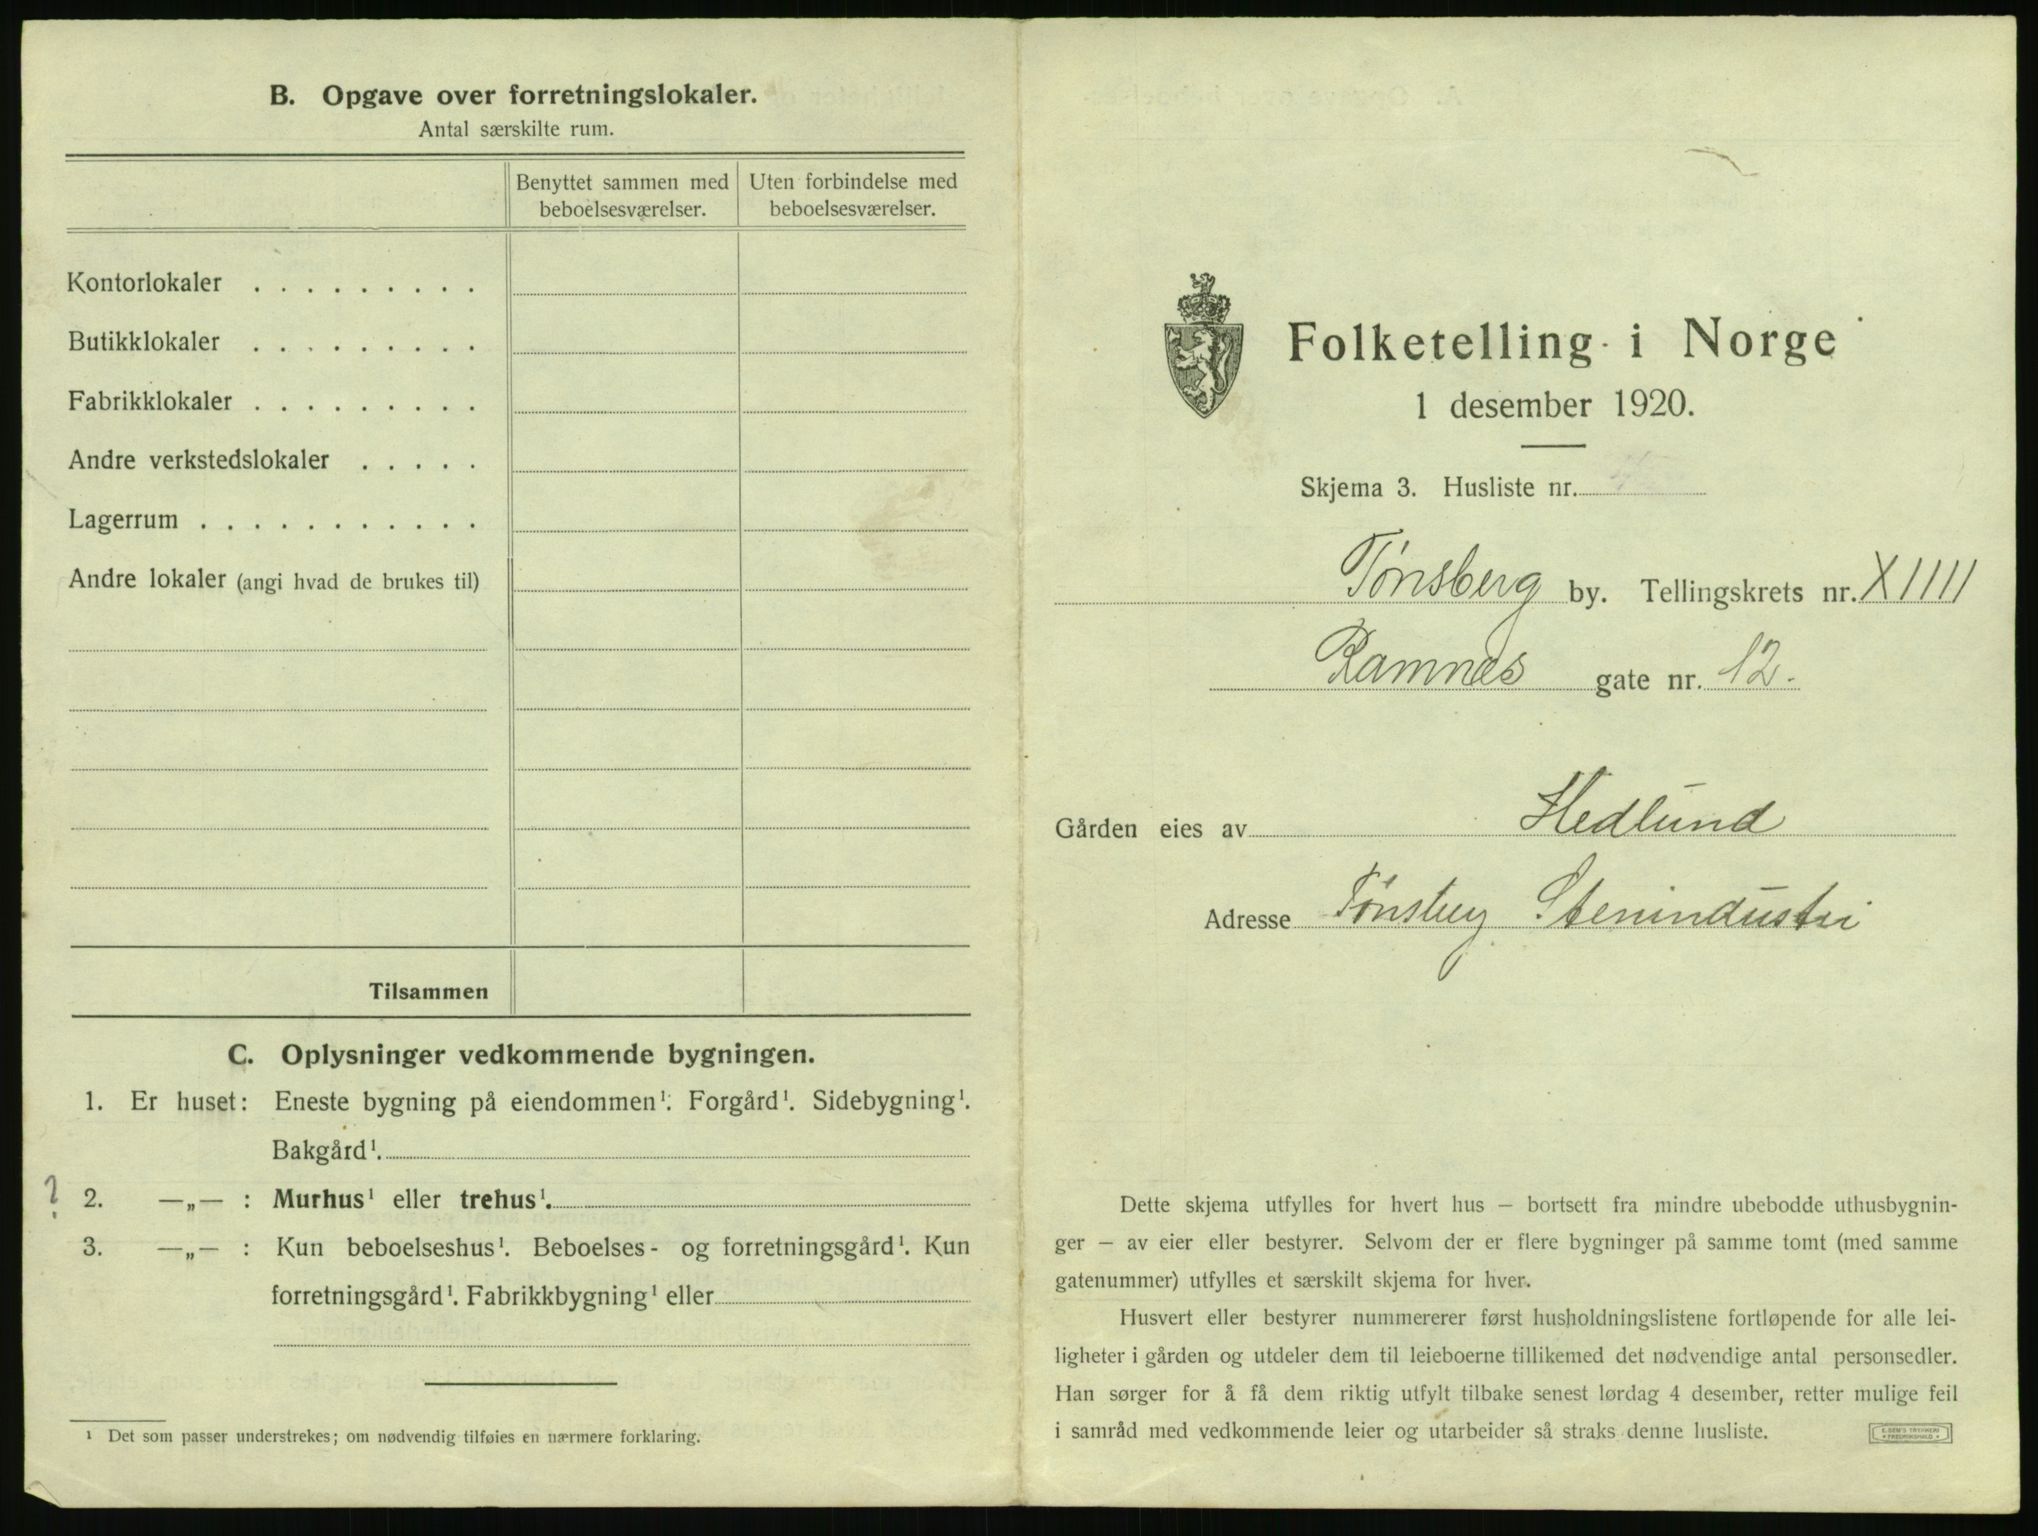 B. Opgave over forretningslokaler.
Antal særskilte rum.
Benyttet sammen med beboelsesværelser.
Uten forbindelse med beboelsesværelser.
Kontorlokaler . . . . . . . . .
Butikklokaler . . . . . . . . .
Fabrikklokaler . . . . . . . . .
Andre verkstedslokaler . . . . .
Lagerrum . . . . . . . . . . .
Andre lokaler (angi hvad de brukes til)
Tilsammen
C. Oplysninger vedkommende bygningen.
1. Er huset: Eneste bygning på eiendommen¹. Forgård¹. Sidebygning¹.
Bakgård¹.
? 2. —„— : Murhus¹ eller trehus¹.
3. —„— : Kun beboelseshus¹. Beboelses- og forretningsgård¹. Kun
forretningsgård¹. Fabrikkbygning¹ eller
¹ Det som passer understrekes; om nødvendig tilføies en nærmere forklaring.
Folketelling i Norge
1 desember 1920.
Skjema 3. Husliste nr.
Tønsberg by. Tellingskrets nr. XIIII
Ramnes gate nr. 12.
Gården eies av Hedlund
Adresse Tønsberg Stenindustri
Dette skjema utfylles for hvert hus — bortsett fra mindre ubebodde uthusbygnin-
ger — av eier eller bestyrer. Selvom der er flere bygninger på samme tomt (med samme
gatenummer) utfylles et særskilt skjema for hver.
Husvert eller bestyrer nummererer først husholdningslistene fortløpende for alle lei-
ligheter i gården og utdeler dem til leieboerne tillikemed det nødvendige antal personsedler.
Han sørger for å få dem riktig utfylt tilbake senest lørdag 4 desember, retter mulige feil
i samråd med vedkommende leier og utarbeider så straks denne husliste.